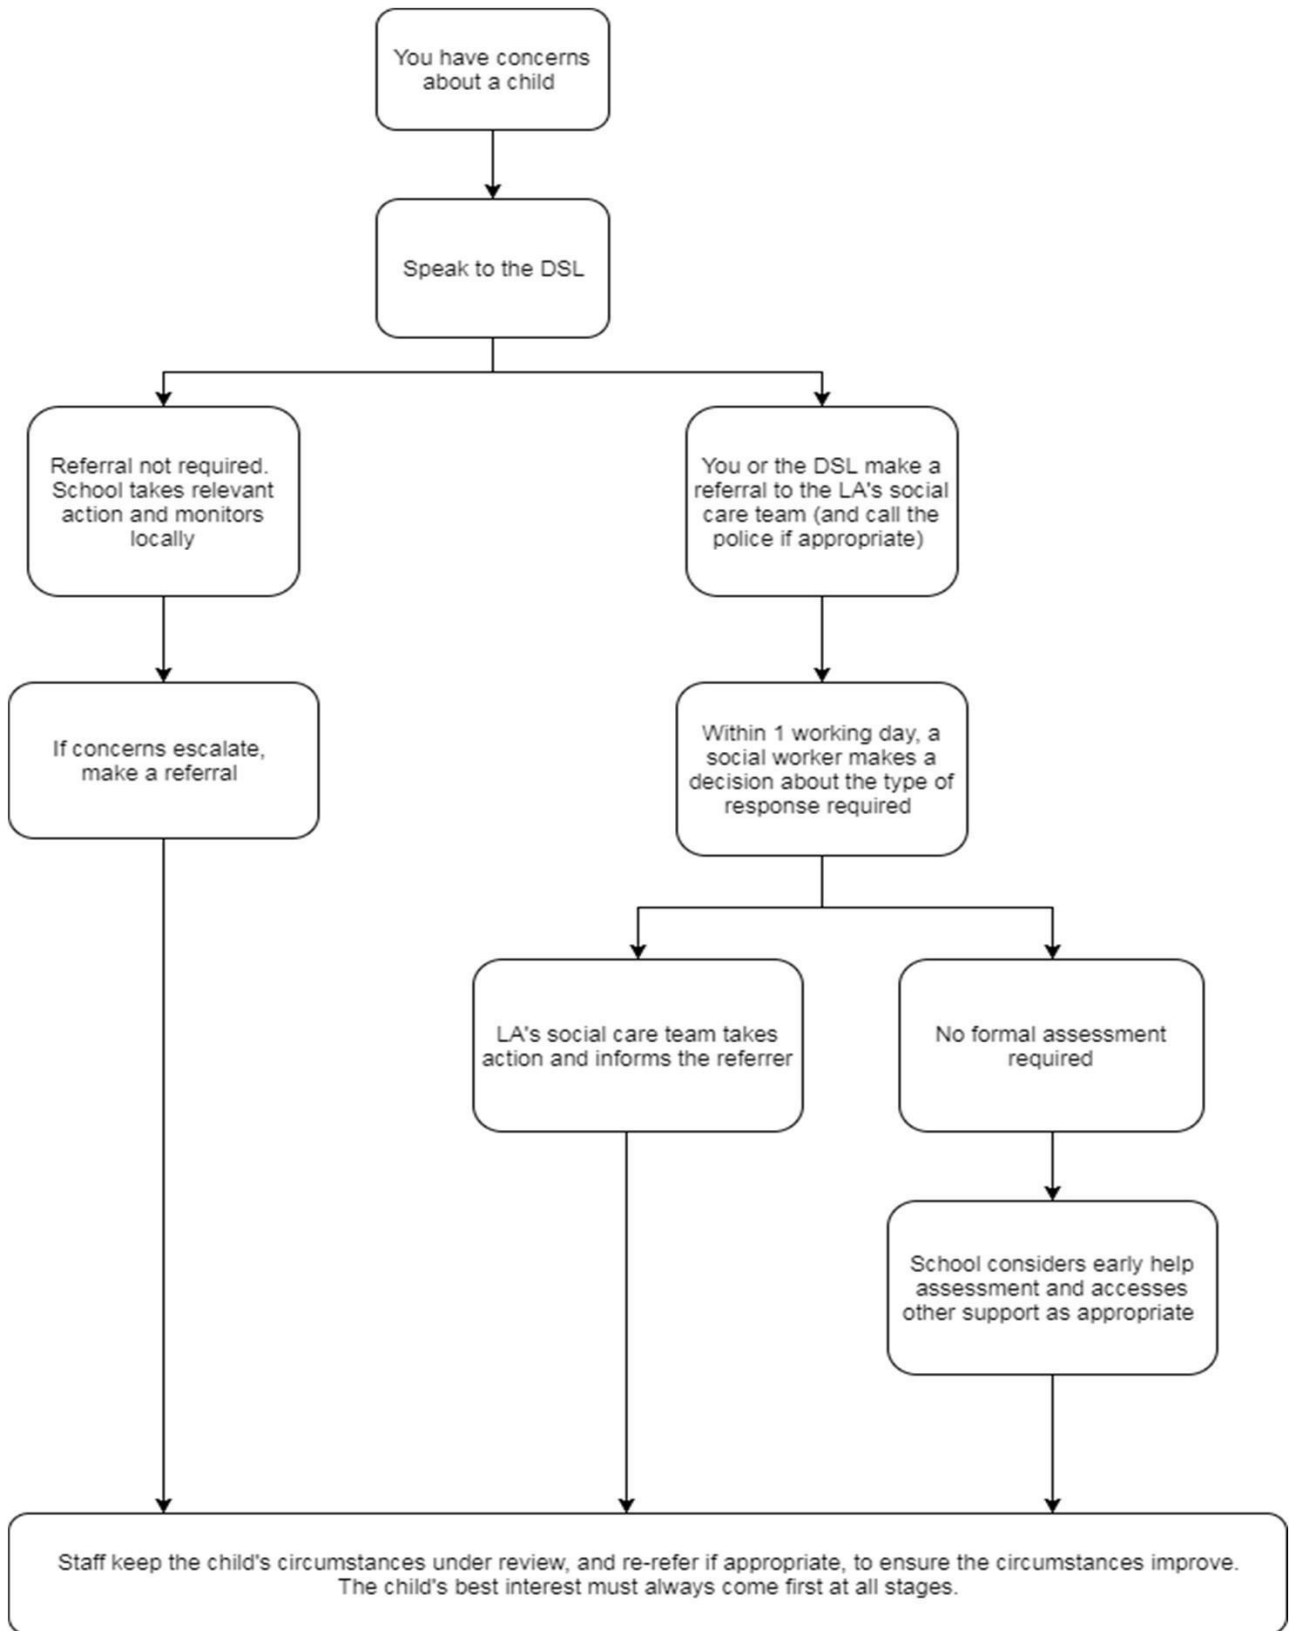 You have concerns
about a child
Speak to the DSL
Referral not required.
School takes relevant
action and monitors
locally
You or the DSL make a
referral to the LA's social
care team (and call the
police if appropriate)
If concerns escalate,
make a referral
Within 1 working day, a
social worker makes a
decision about the type of
response required
LA's social care team takes
action and informs the referrer
No formal assessment
required
School considers early help
assessment and accesses
other support as appropriate
Staff keep the child's circumstances under review, and re-refer if appropriate, to ensure the circumstances improve.
The child's best interest must always come first at all stages.